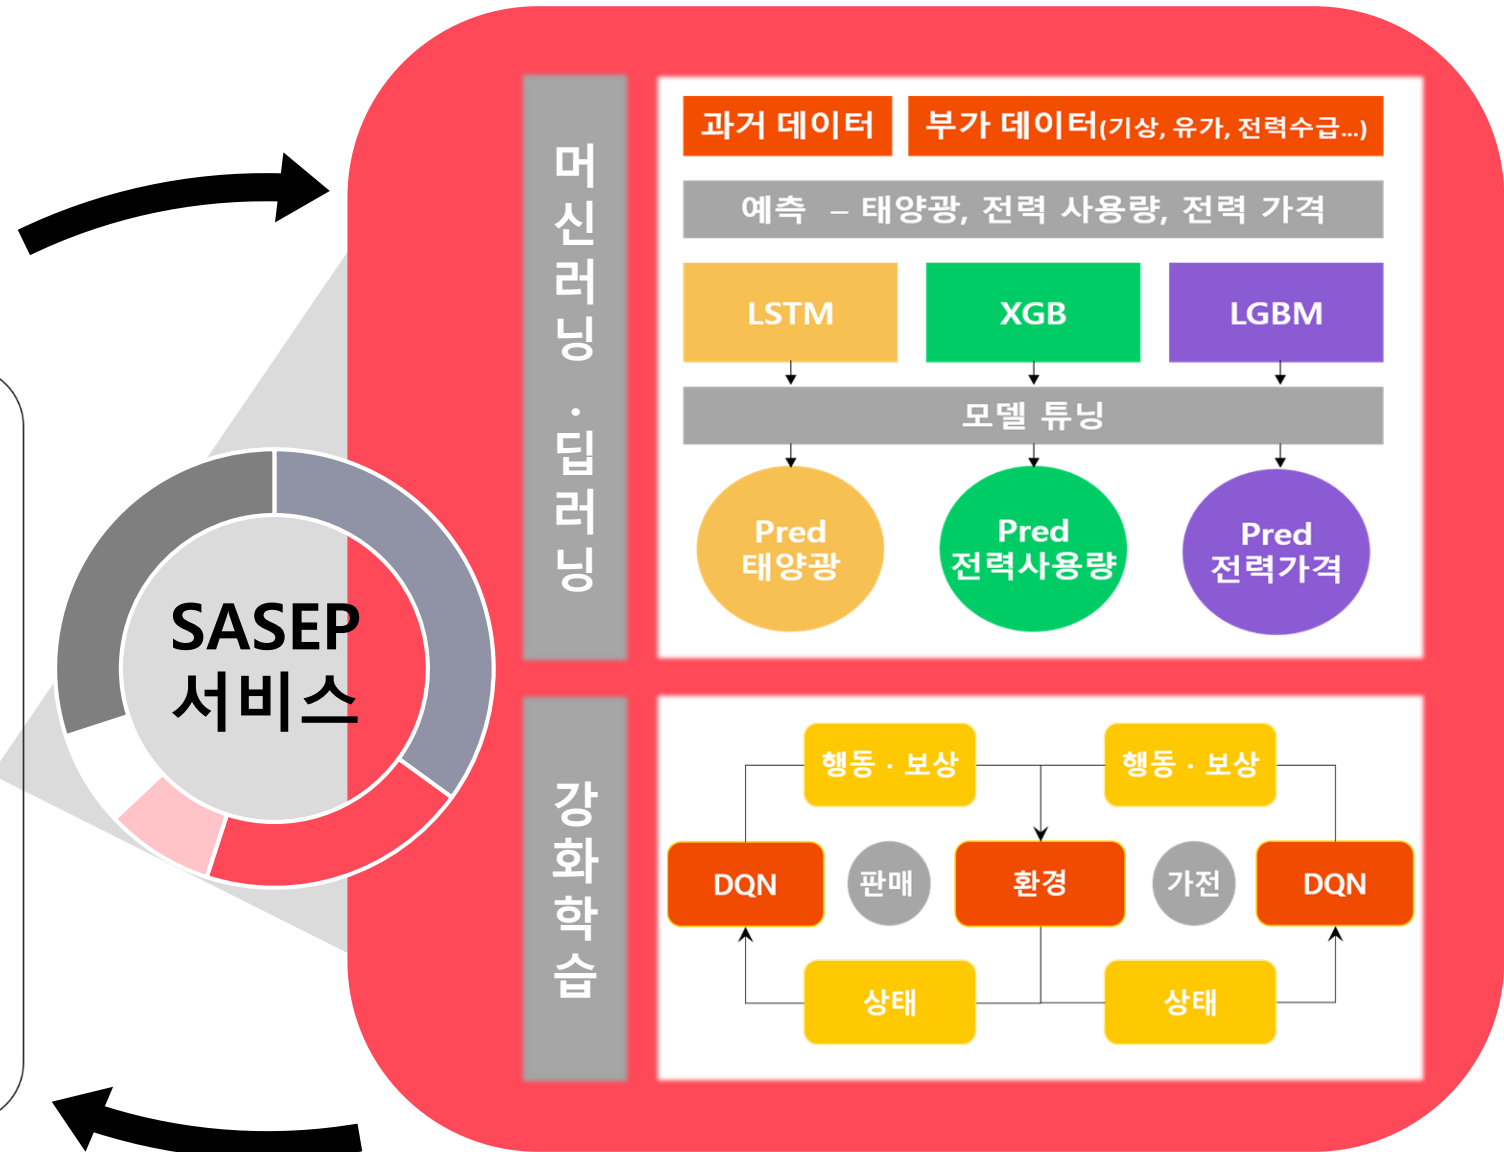 SASEP
서비스
머신러닝 · 딥러닝
과거 데이터
부가 데이터(기상, 유가, 전력수급...)
예측 – 태양광, 전력 사용량, 전력 가격
LSTM
XGB
LGBM
모델 튜닝
Pred
태양광
Pred
전력사용량
Pred
전력가격
강화학습
행동 · 보상
행동 · 보상
DQN
판매
환경
가전
DQN
상태
상태